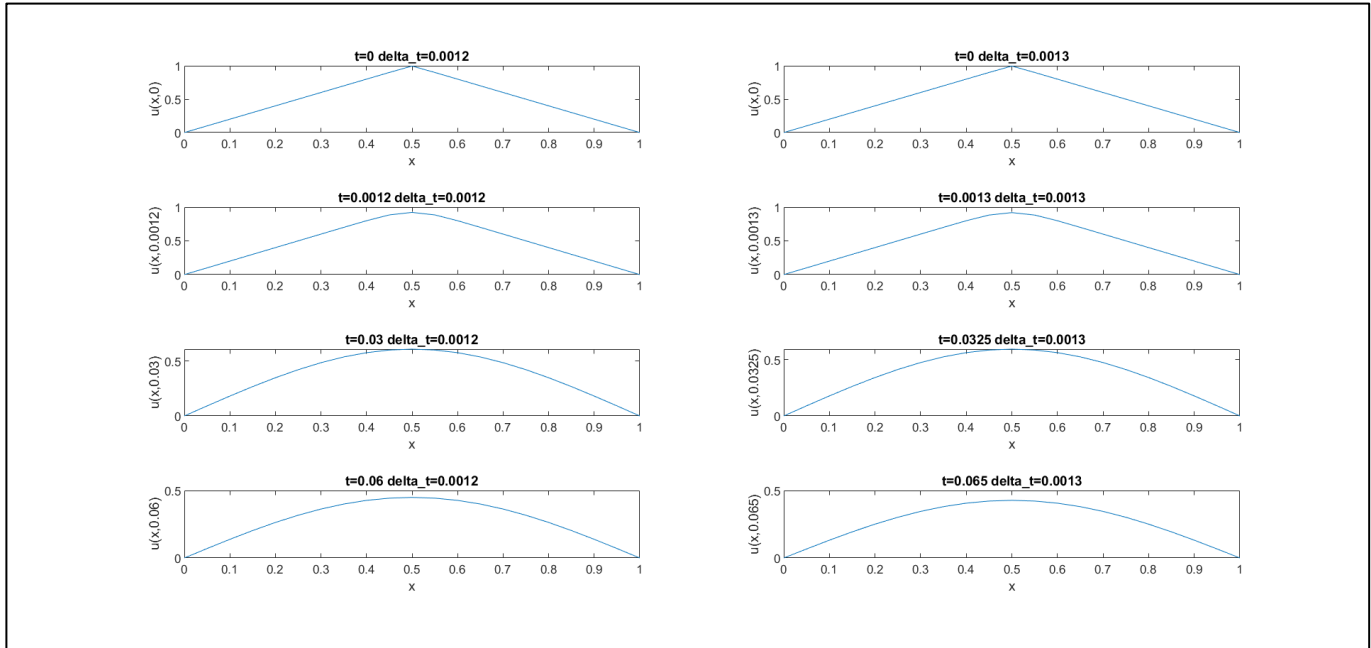 t=0 delta_t=0.0012
u(x,0)
1
0.5
0
0 0.1 0.2 0.3 0.4 0.5 0.6 0.7 0.8 0.9 1
x
t=0 delta_t=0.0013
u(x,0)
1
0.5
0
0 0.1 0.2 0.3 0.4 0.5 0.6 0.7 0.8 0.9 1
x
t=0.0012 delta_t=0.0012
u(x,0.0012)
1
0.5
0
0 0.1 0.2 0.3 0.4 0.5 0.6 0.7 0.8 0.9 1
x
t=0.0013 delta_t=0.0013
u(x,0.0013)
1
0.5
0
0 0.1 0.2 0.3 0.4 0.5 0.6 0.7 0.8 0.9 1
x
t=0.03 delta_t=0.0012
u(x,0.03)
0.5
0
0 0.1 0.2 0.3 0.4 0.5 0.6 0.7 0.8 0.9 1
x
t=0.0325 delta_t=0.0013
u(x,0.0325)
0.5
0
0 0.1 0.2 0.3 0.4 0.5 0.6 0.7 0.8 0.9 1
x
t=0.06 delta_t=0.0012
u(x,0.06)
0.5
0
0 0.1 0.2 0.3 0.4 0.5 0.6 0.7 0.8 0.9 1
x
t=0.065 delta_t=0.0013
u(x,0.065)
0.5
0
0 0.1 0.2 0.3 0.4 0.5 0.6 0.7 0.8 0.9 1
x